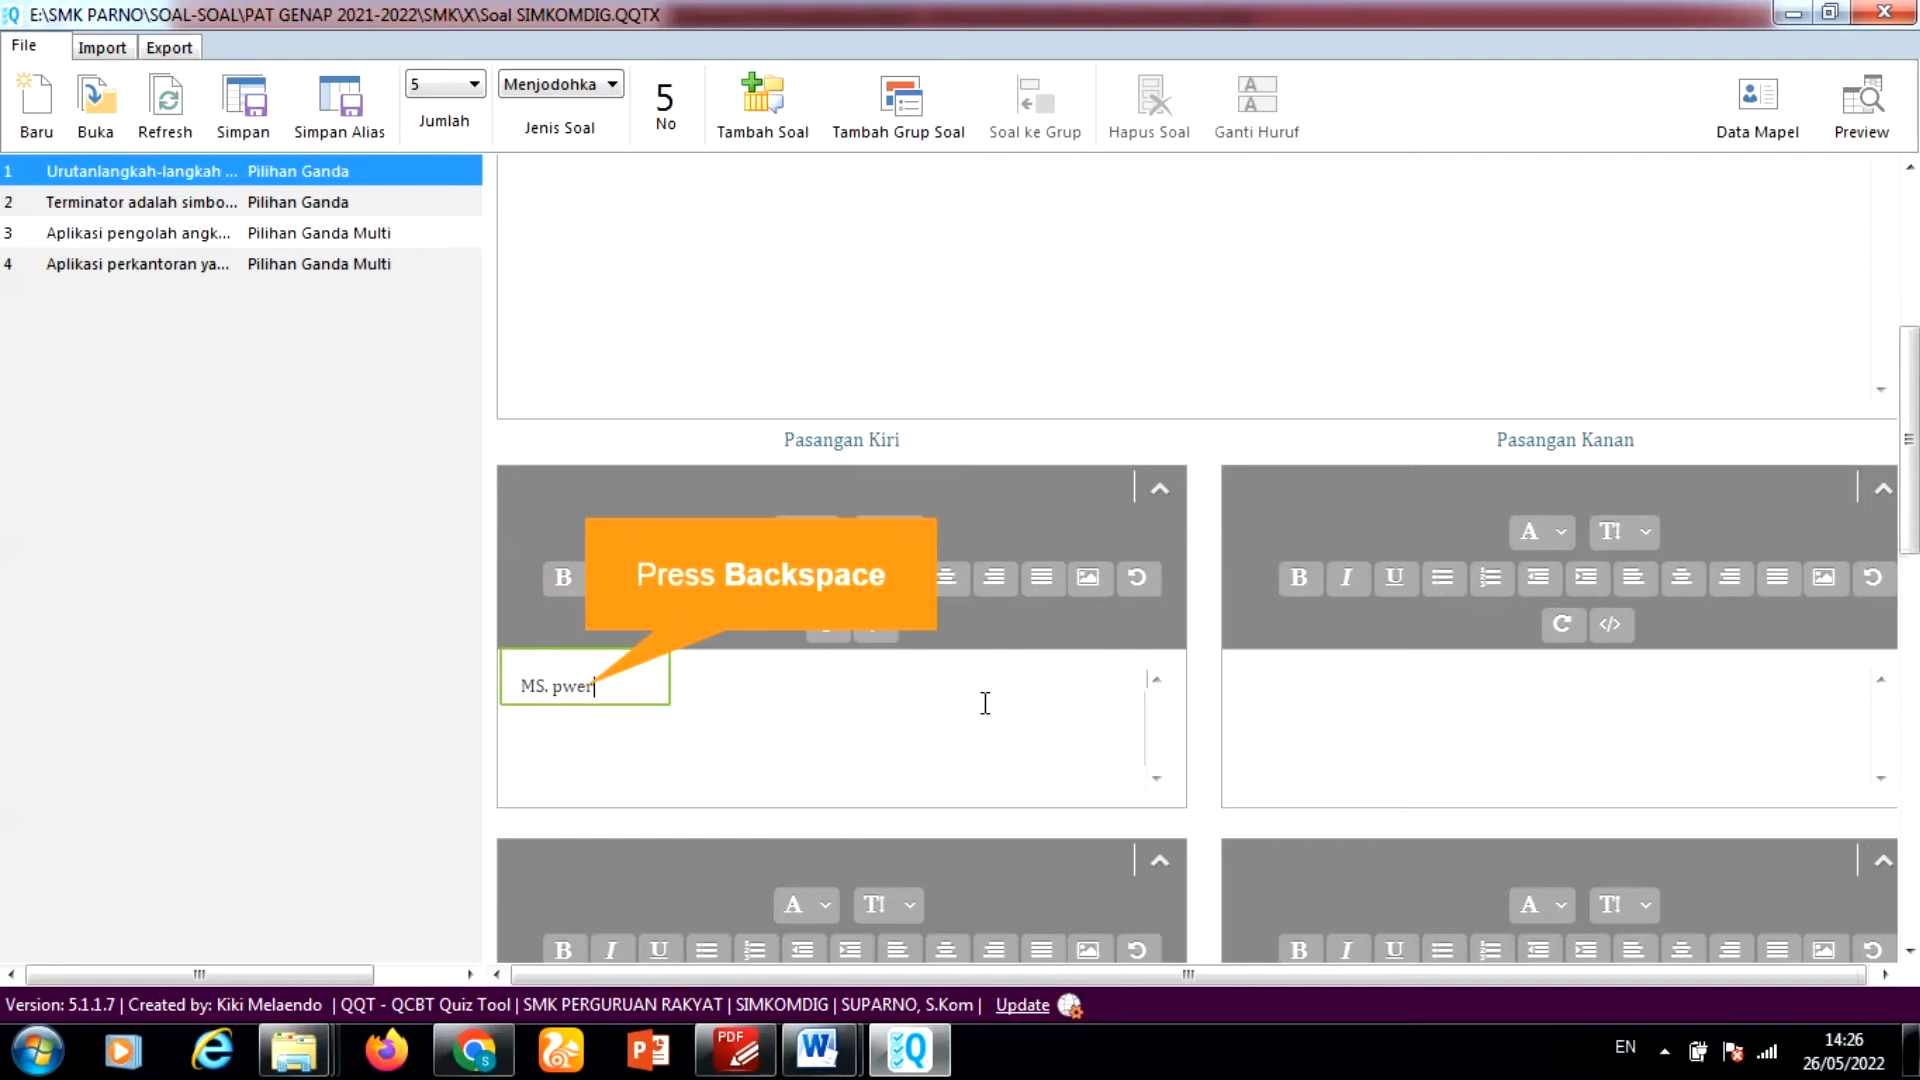 E:\SMK PARNO\SOAL-SOAL\PAT GENAP 2021-2022\SMK\X\Soal SIMKOMDIG.QQTX
File Import Export
Baru Buka Refresh Simpan Simpan Alias
5 Jumlah
Menjodohka Jenis Soal
5 No
Tambah Soal Tambah Grup Soal Soal ke Grup Hapus Soal Ganti Huruf Data Mapel Preview
1 Urutanlangkah-langkah ... Pilihan Ganda
2 Terminator adalah simbo... Pilihan Ganda
3 Aplikasi pengolah angk... Pilihan Ganda Multi
4 Aplikasi perkantoran ya... Pilihan Ganda Multi
Pasangan Kiri Pasangan Kanan
Press Backspace
MS. pwer
Version: 5.1.1.7 | Created by: Kiki Melaendo | QQT - QCBT Quiz Tool | SMK PERGURUAN RAKYAT | SIMKOMDIG | SUPARNO, S.Kom | Update
PDF
EN
14:26
26/05/2022